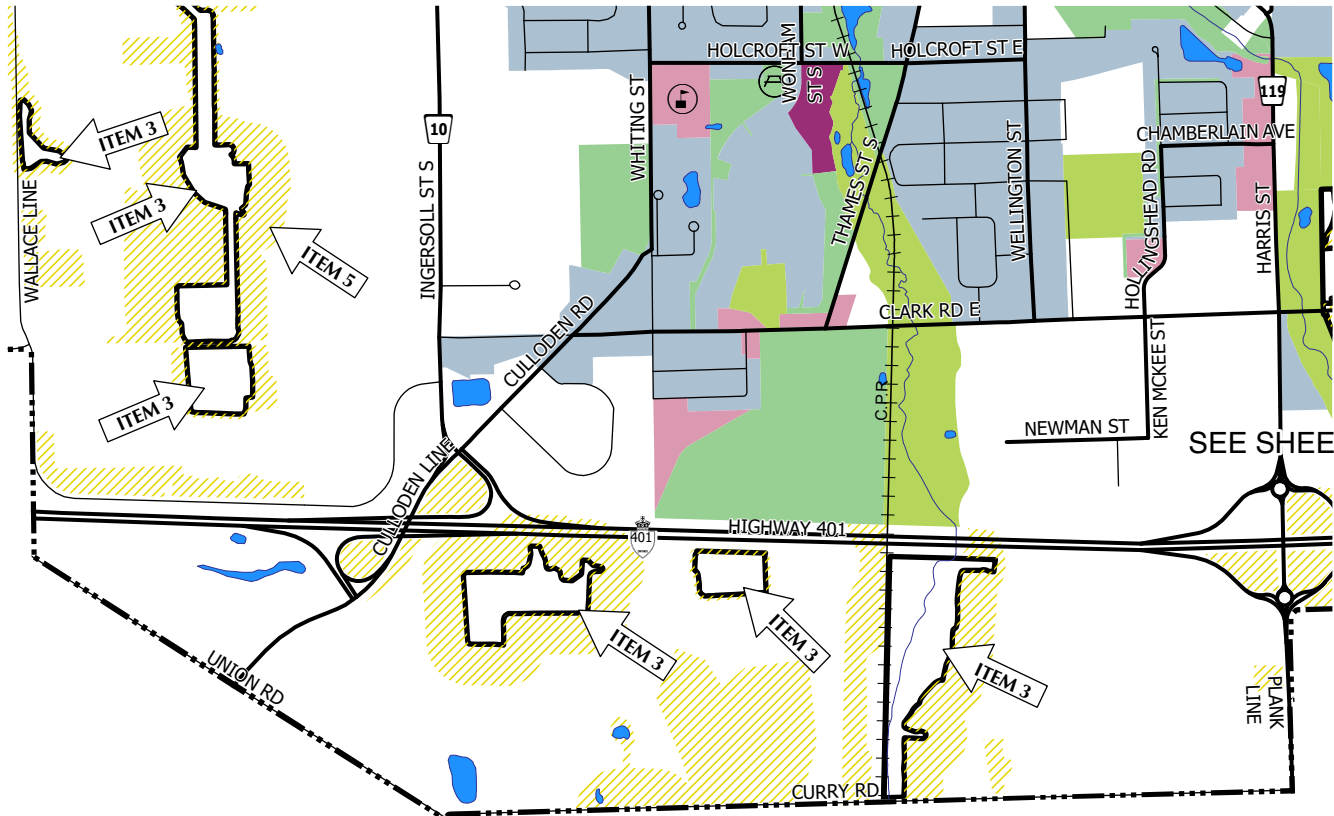 HOLCROFT ST W
HOLCROFT ST E
WONHAM
ST S
WHITING ST
119
10
CHAMBERLAIN AVE
ITEM 3
ITEM 3
ITEM 5
WALLACE LINE
INGERSOLL ST S
THAMES ST S
WELLINGTON ST
HOLLINGSHEAD RD
HARRIS ST
CLARK RD E
CULLODEN RD
KEN MCKEE ST
ITEM 3
C.P.R.
NEWMAN ST
SEE SHEE
CULLODEN LINE
HIGHWAY 401
401
ITEM 3
ITEM 3
ITEM 3
UNION RD
PLANK
LINE
CURRY RD